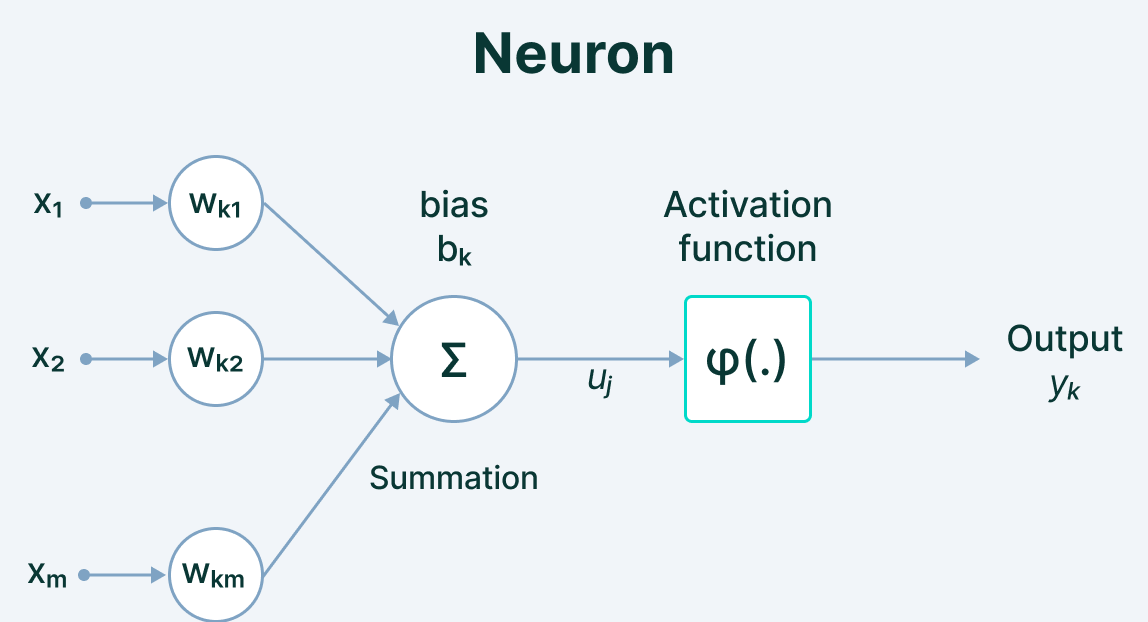 Neuron
x₁
wₖ₁
bias
bₖ
Activation
function
x₂
wₖ₂
Σ
uⱼ
φ(.)
Output
yₖ
Summation
xₘ
wₖₘ